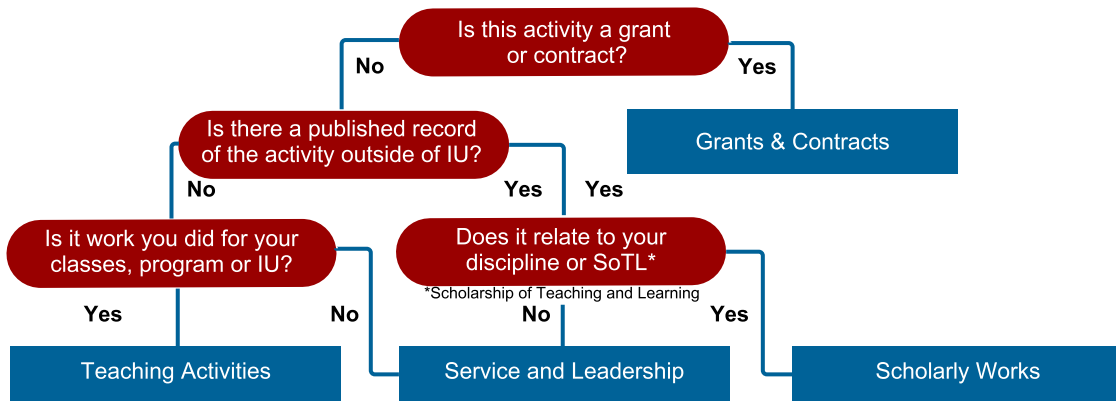 Is this activity a grant
or contract?
No
Yes
Is there a published record
of the activity outside of IU?
Grants & Contracts
No
Yes
Yes
Is it work you did for your
classes, program or IU?
Does it relate to your
discipline or SoTL*
*Scholarship of Teaching and Learning
Yes
No
No
Yes
Teaching Activities
Service and Leadership
Scholarly Works